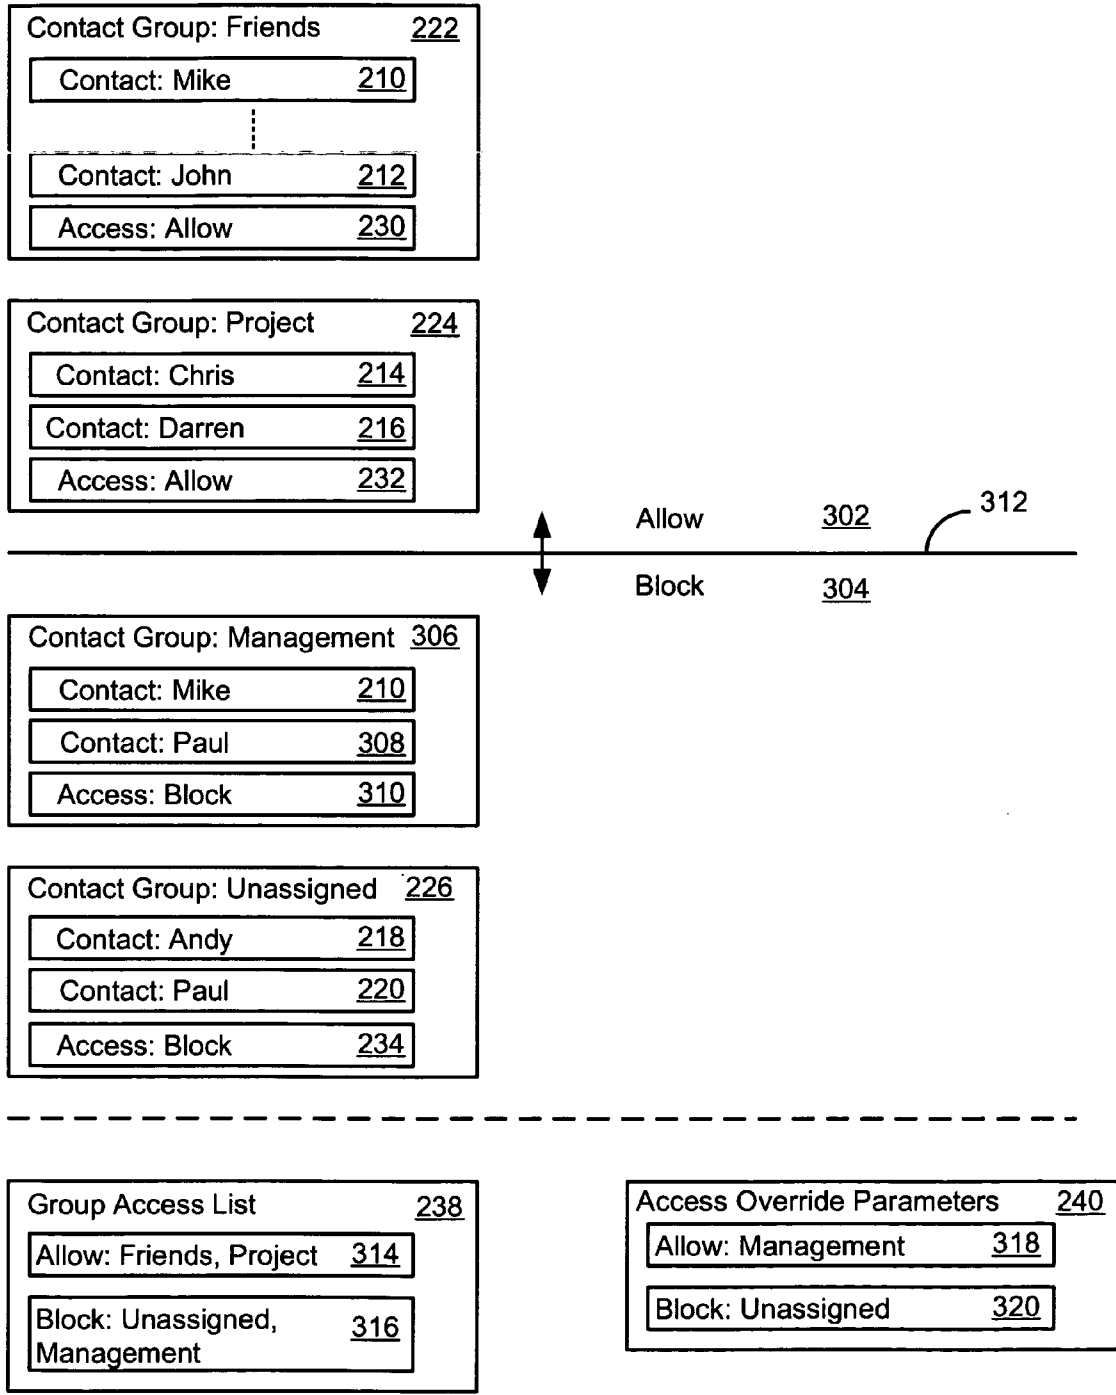 Contact Group: Friends 222
Contact: Mike 210
Contact: John 212
Access: Allow 230
Contact Group: Project 224
Contact: Chris 214
Contact: Darren 216
Access: Allow 232
Allow 302
312
Block 304
Contact Group: Management 306
Contact: Mike 210
Contact: Paul 308
Access: Block 310
Contact Group: Unassigned 226
Contact: Andy 218
Contact: Paul 220
Access: Block 234
Group Access List 238
Allow: Friends, Project 314
Block: Unassigned, 316
Management
Access Override Parameters 240
Allow: Management 318
Block: Unassigned 320